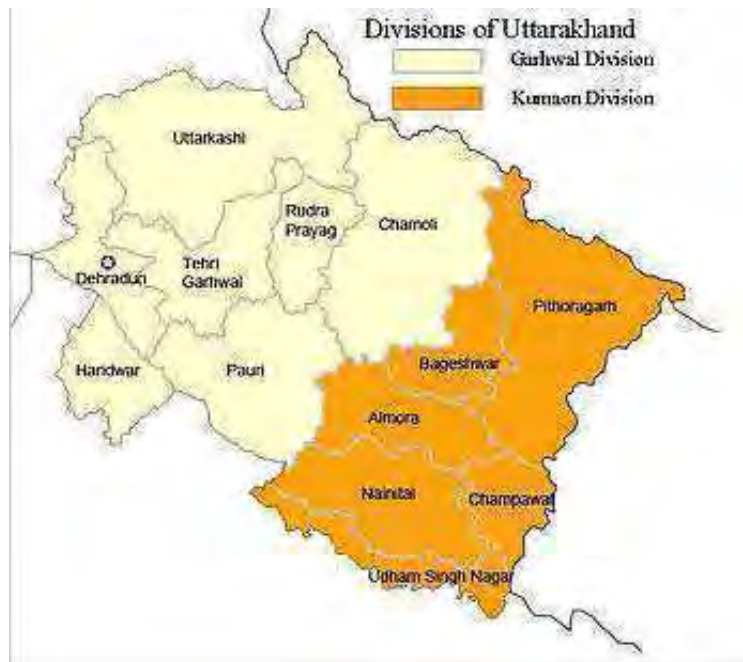 Divisions of Uttarakhand
Garhwal Division
Kumaon Division
Uttarkashi
Rudra
Prayag
Chamoli
Dehradun
Tehri
Garhwal
Pithoragarh
Haridwar
Pauri
Bageshwar
Almora
Nainital
Champawat
Udham Singh Nagar